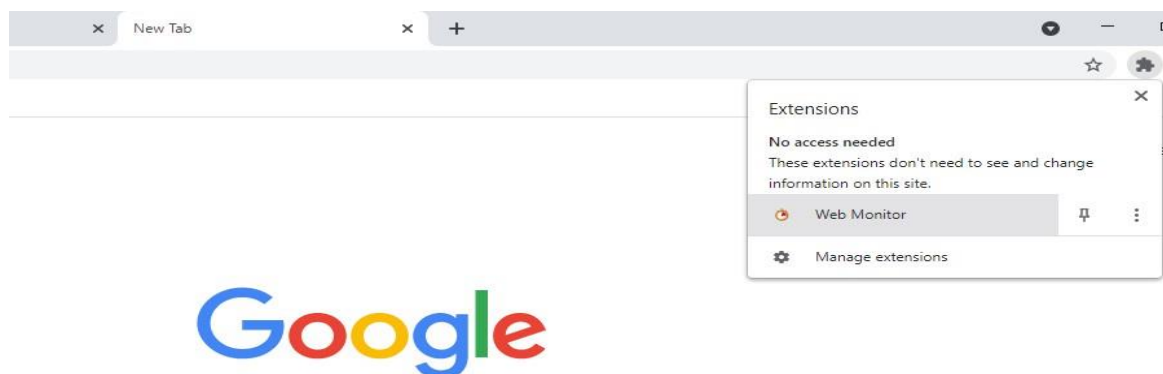 New Tab
Extensions
No access needed
These extensions don't need to see and change
information on this site.
Web Monitor
Manage extensions
Google